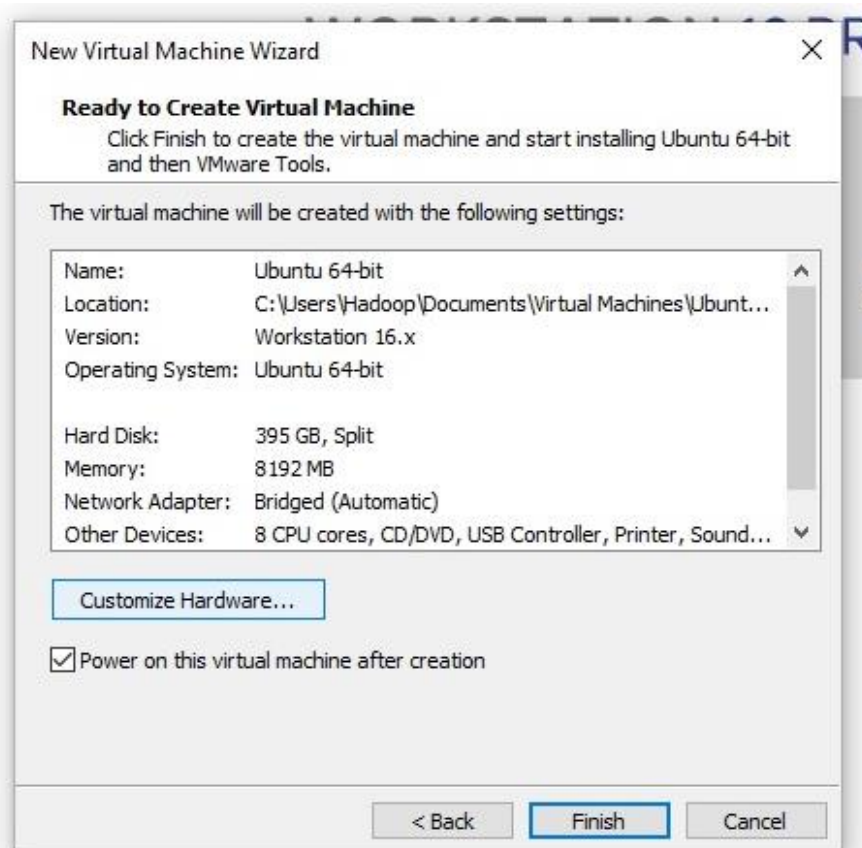 New Virtual Machine Wizard
Ready to Create Virtual Machine
Click Finish to create the virtual machine and start installing Ubuntu 64-bit
and then VMware Tools.
The virtual machine will be created with the following settings:
Name: Ubuntu 64-bit
Location: C:\Users\Hadoop\Documents\Virtual Machines\Ubunt...
Version: Workstation 16.x
Operating System: Ubuntu 64-bit
Hard Disk: 395 GB, Split
Memory: 8192 MB
Network Adapter: Bridged (Automatic)
Other Devices: 8 CPU cores, CD/DVD, USB Controller, Printer, Sound...
Customize Hardware...
Power on this virtual machine after creation
< Back Finish Cancel